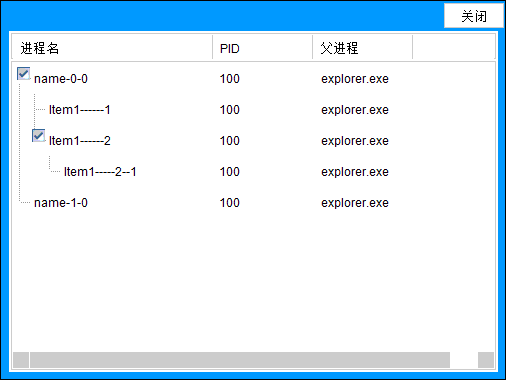 关闭
进程名 PID 父进程
name-0-0 100 explorer.exe
Item1------1 100 explorer.exe
Item1------2 100 explorer.exe
Item1-----2--1 100 explorer.exe
name-1-0 100 explorer.exe